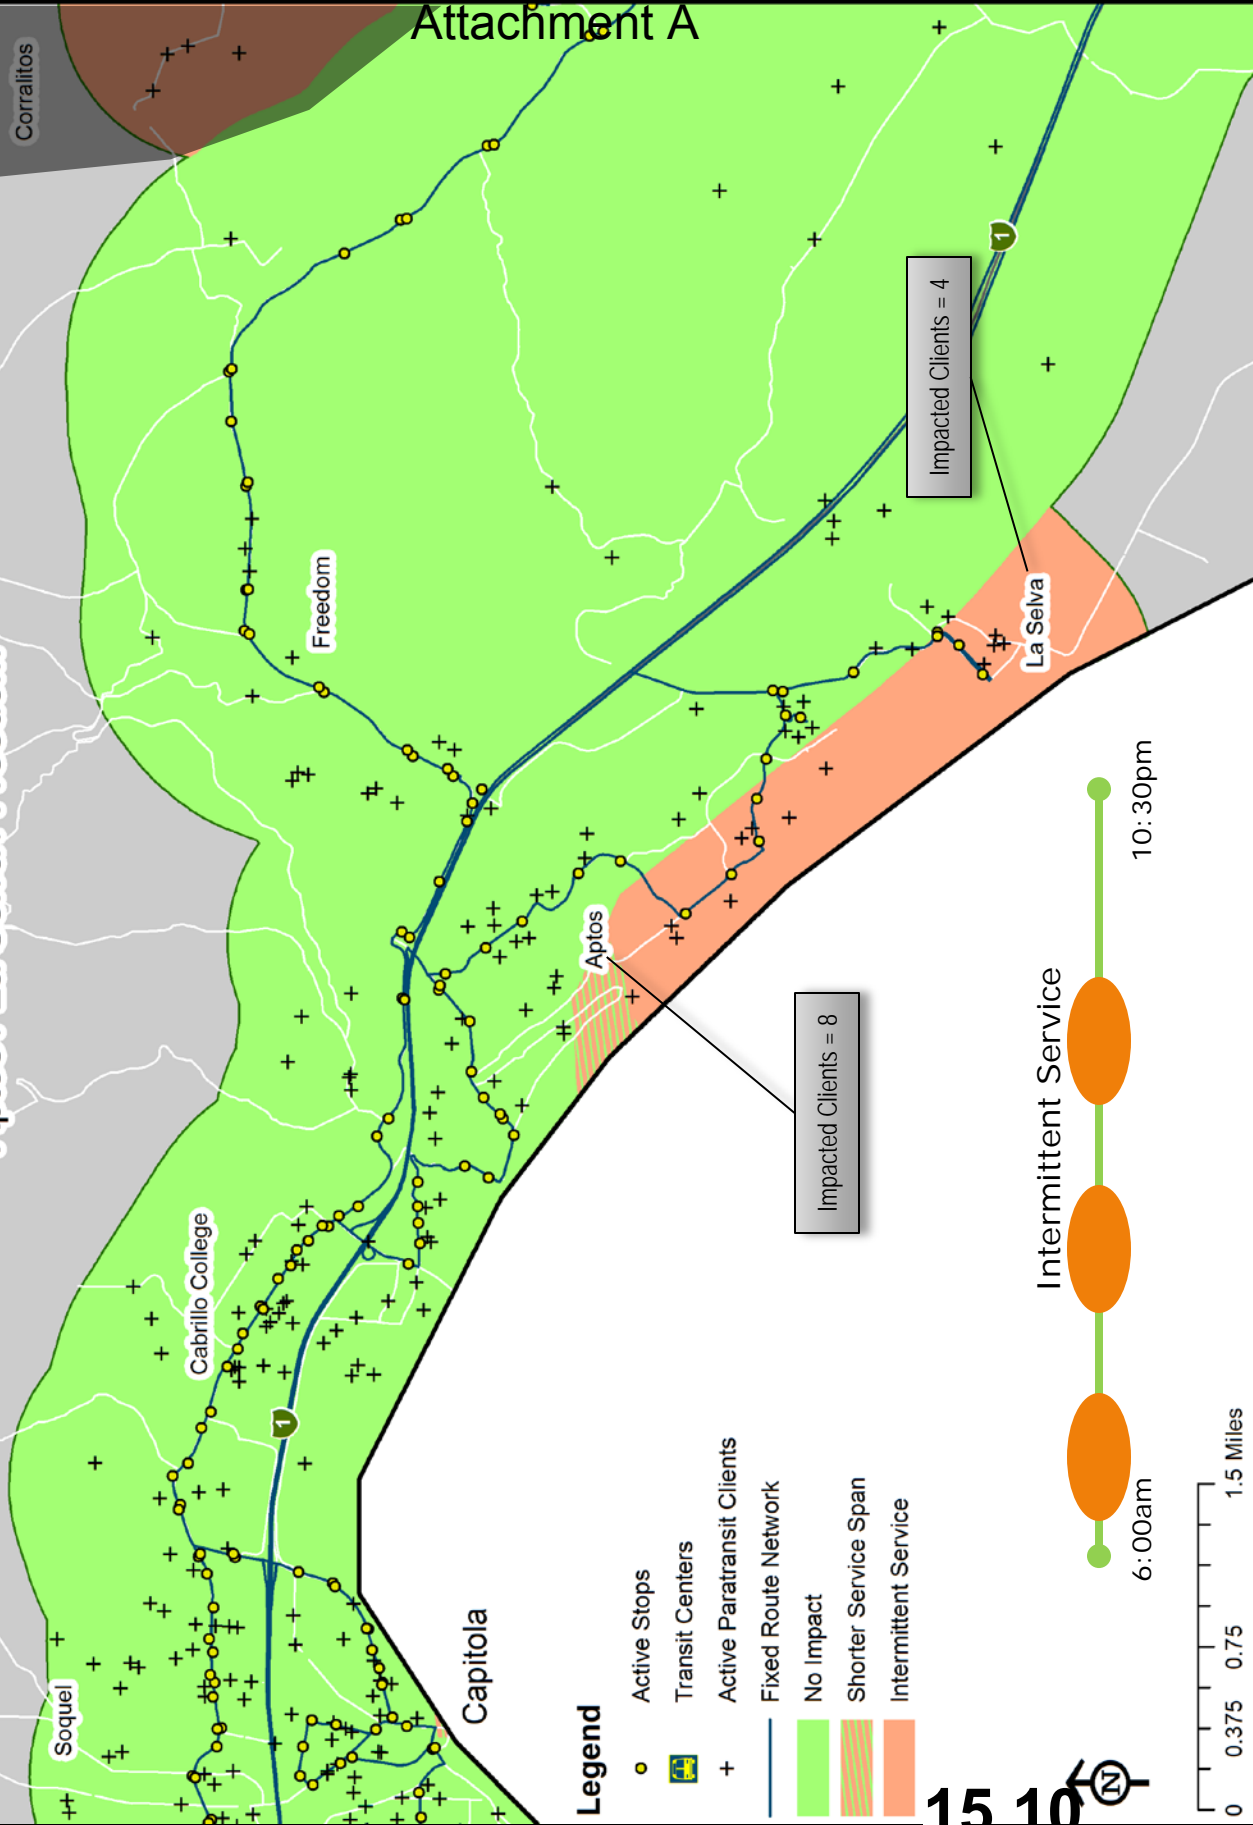 Attachment A
Corralitos
1
Impacted Clients = 4
Freedom
La Selva
Aptos
Impacted Clients = 8
Cabrillo College
1
Soquel
Capitola
Legend
Active Stops
Transit Centers
Active Paratransit Clients
Fixed Route Network
No Impact
Shorter Service Span
Intermittent Service
Intermittent Service
6:00am
10:30pm
N
0 0.375 0.75 1.5 Miles
15.10